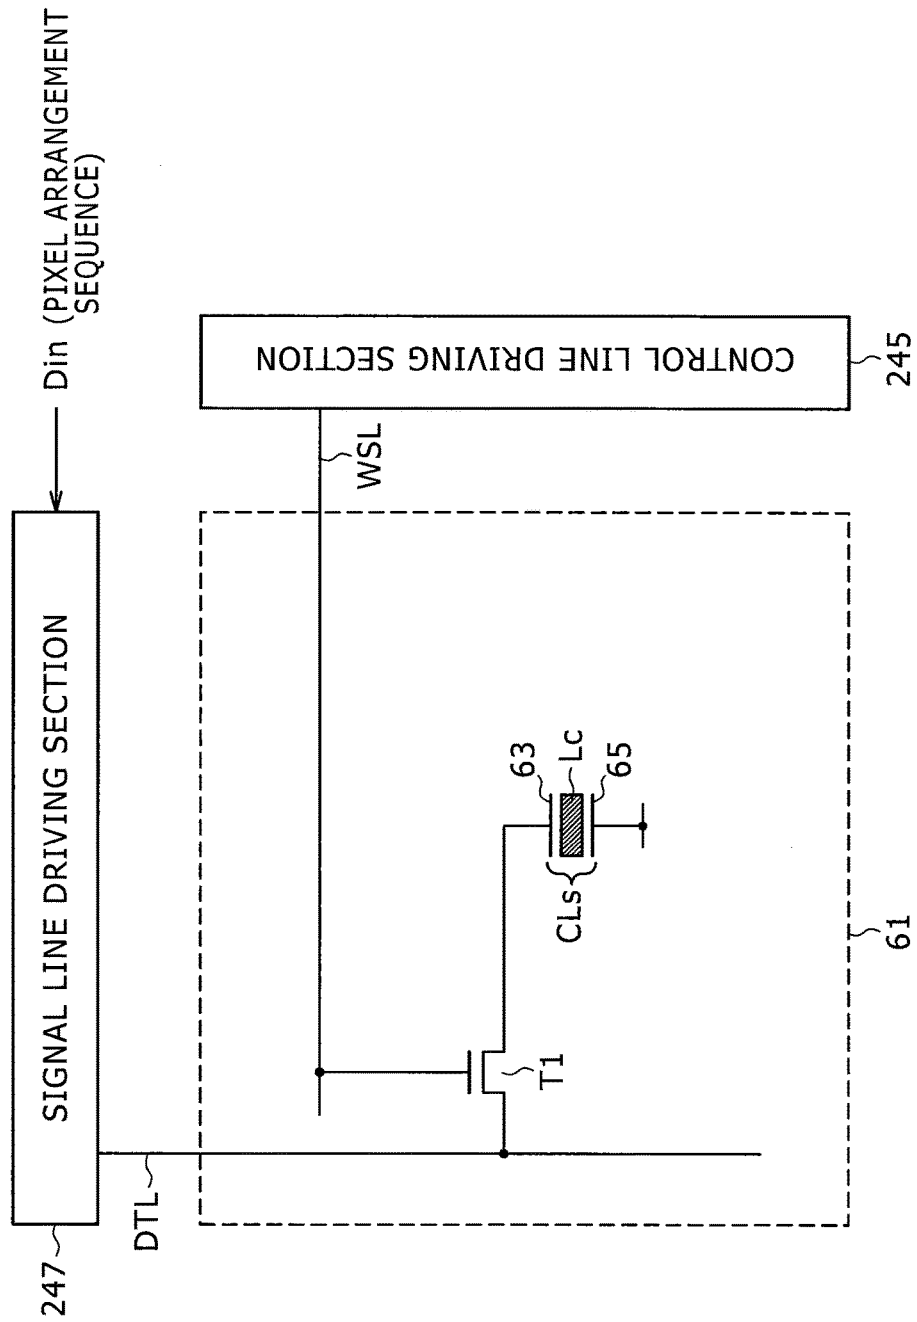 Din (PIXEL ARRANGEMENT
SEQUENCE)
SIGNAL LINE DRIVING SECTION
247
DTL
WSL
CONTROL LINE DRIVING SECTION
245
T1
63
Lc
65
CLs
61